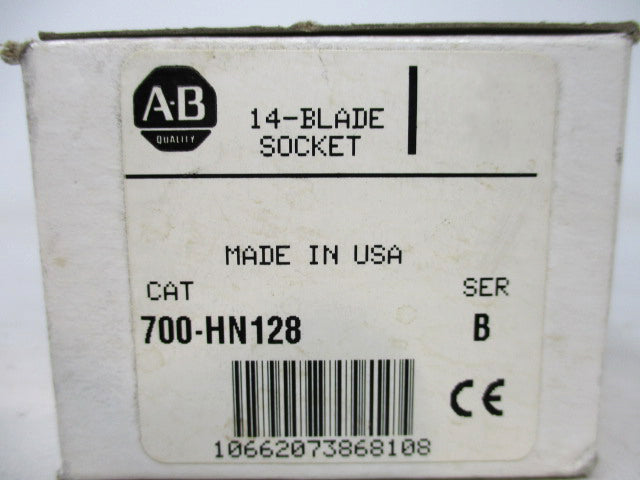 A·B
QUALITY
14-BLADE
SOCKET
MADE IN USA
CAT
SER
700-HN128
B
CE
10662073868108